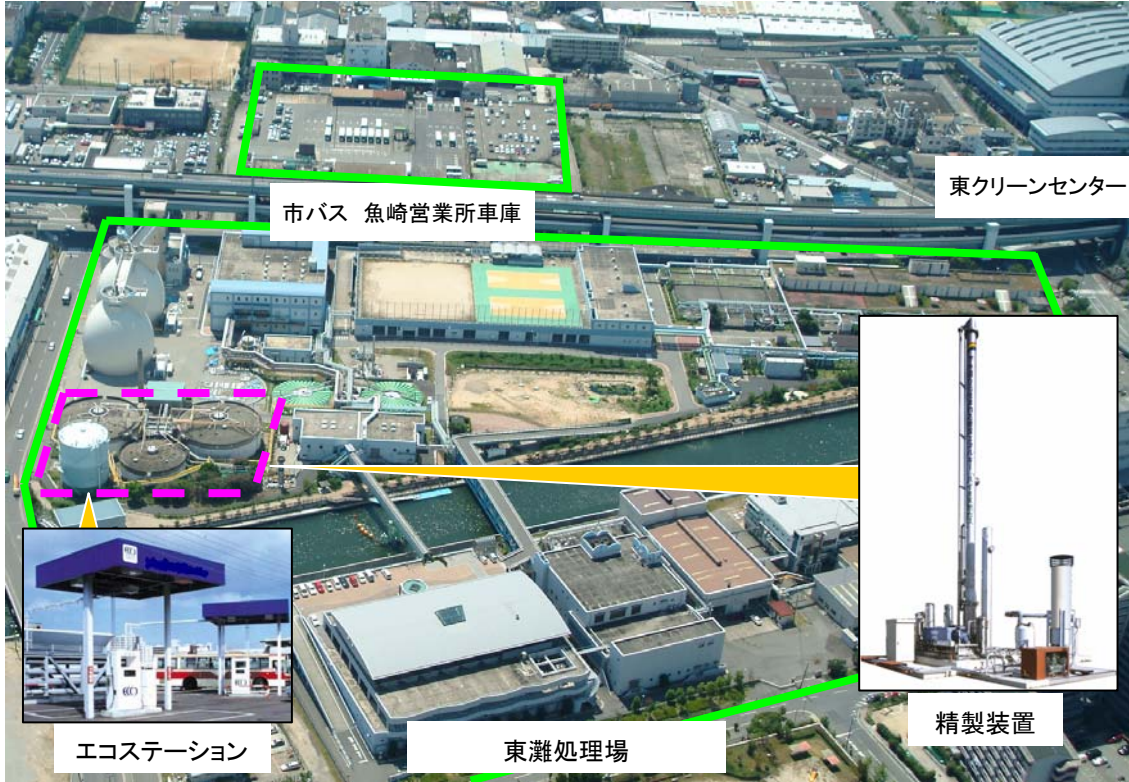 市バス　魚崎営業所車庫
東クリーンセンター
エコステーション
東灘処理場
精製装置